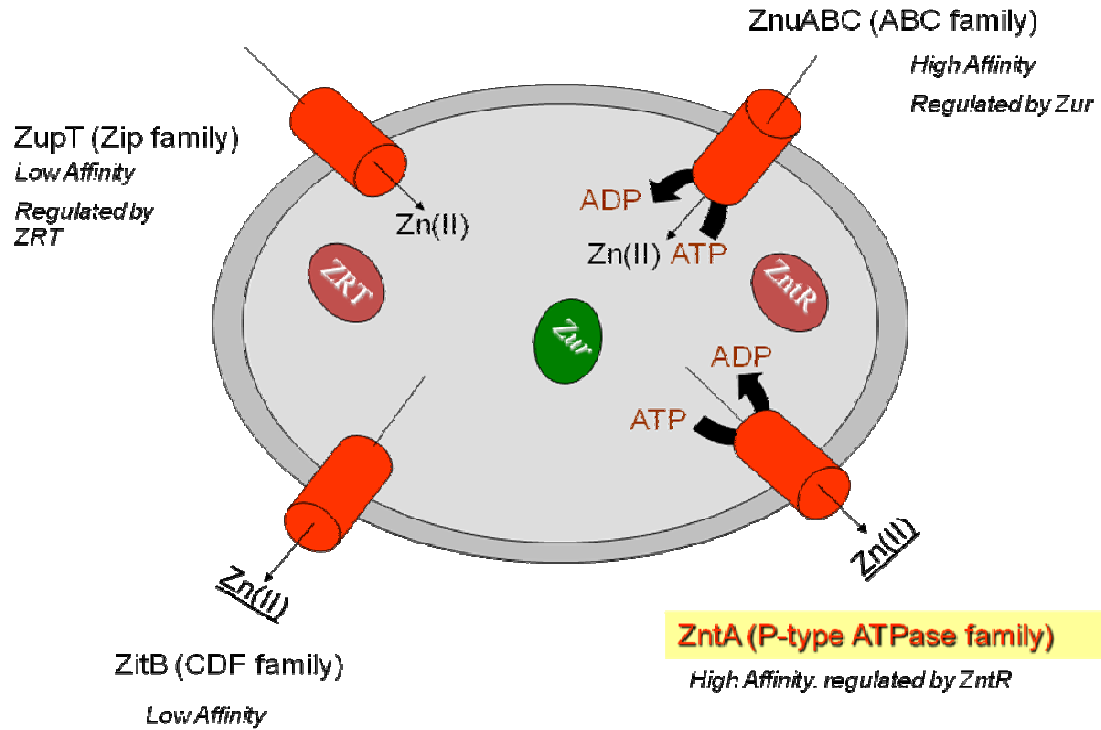 ZnuABC (ABC family)
High Affinity
Regulated by Zur
ZupT (Zip family)
Low Affinity
Regulated by
ZRT
Zn(II)
ADP
Zn(II) ATP
ZRT
Zur
ZntR
ADP
ATP
Zn(II)
Zn(II)
ZntA (P-type ATPase family)
High Affinity. regulated by ZntR
ZitB (CDF family)
Low Affinity